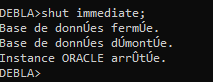 DEBLA>shut immediate;
Base de donnÚes fermÚe.
Base de donnÚes dÚmontÚe.
Instance ORACLE arrÛtÚe.
DEBLA>